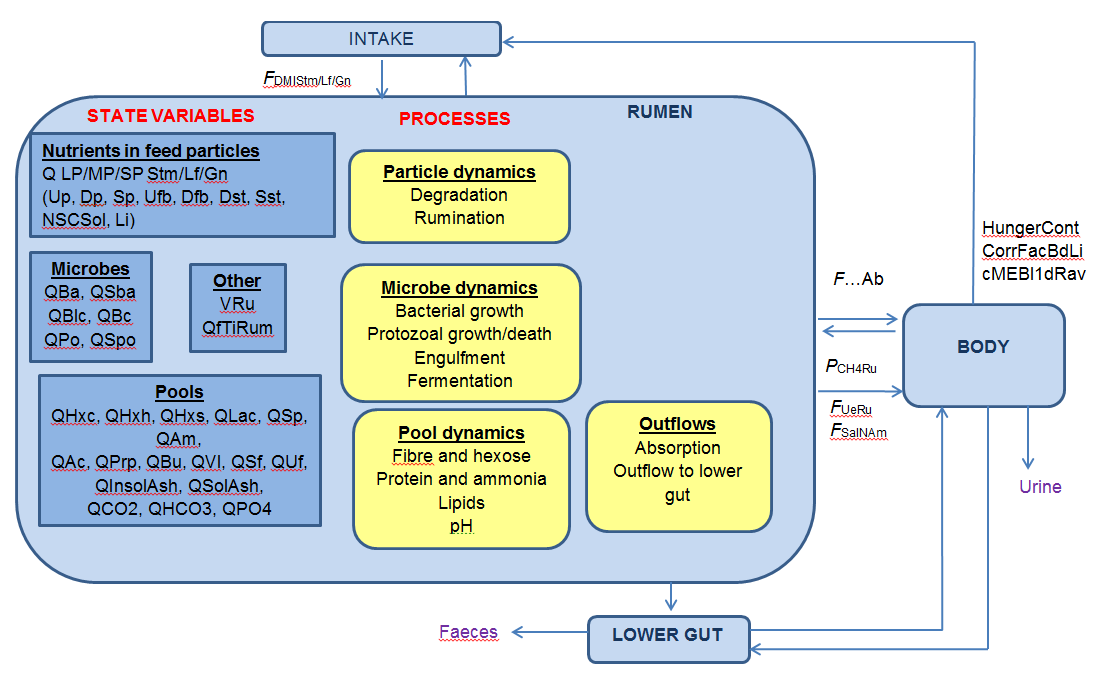 INTAKE
FDMIStm/Lf/Gn
STATE VARIABLES
PROCESSES
RUMEN
Nutrients in feed particles
Q LP/MP/SP Stm/Lf/Gn
(Up, Dp, Sp, Ufb, Dfb, Dst, Sst,
NSCSol, Li)
Microbes
QBa, QSba
QBlc, QBc
QPo, QSpo
Other
VRu
QfTiRum
Pools
QHxc, QHxh, QHxs, QLac, QSp,
QAm,
QAc, QPrp, QBu, QVl, QSf, QUf,
QInsolAsh, QSolAsh,
QCO2, QHCO3, QPO4
Particle dynamics
Degradation
Rumination
Microbe dynamics
Bacterial growth
Protozoal growth/death
Engulfment
Fermentation
Pool dynamics
Fibre and hexose
Protein and ammonia
Lipids
pH
Outflows
Absorption
Outflow to lower
gut
HungerCont
CorrFacBdLi
cMEBl1dRav
F…Ab
PCH4Ru
FUeRu
FSalNAm
BODY
Urine
LOWER GUT
Faeces